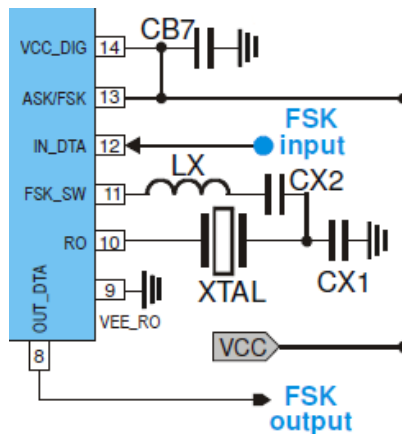 CB7
VCC_DIG 14
ASK/FSK 13
FSK
input
IN_DTA 12
LX
CX2
FSK_SW 11
RO 10
XTAL
CX1
9
VEE_RO
OUT_DTA
8
VCC
FSK
output